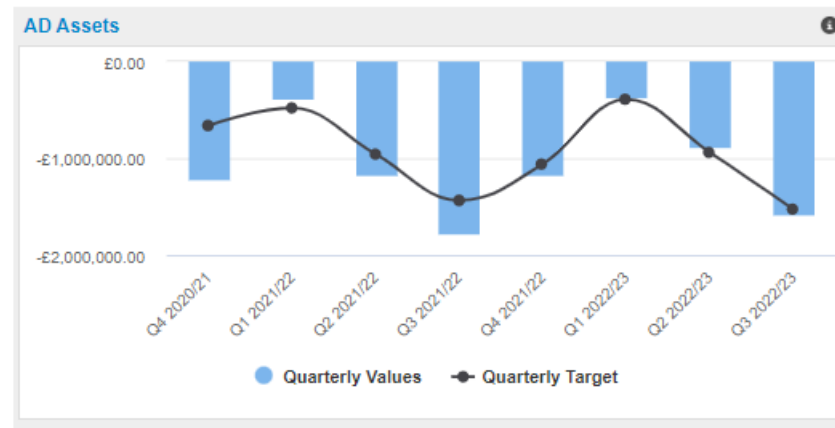 AD Assets
£0.00
-£1,000,000.00
-£2,000,000.00
Q4 2020/21
Q1 2021/22
Q2 2021/22
Q3 2021/22
Q4 2021/22
Q1 2022/23
Q2 2022/23
Q3 2022/23
Quarterly Values
Quarterly Target